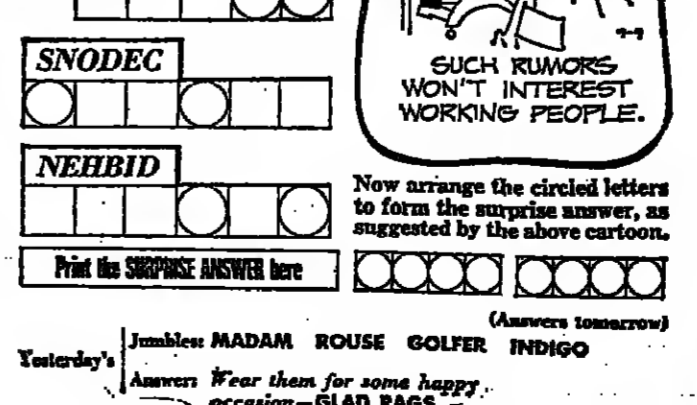 SNODEC
SUCH RUMORS
WON'T INTEREST
WORKING PEOPLE.
NEHBID
Now arrange the circled letters
to form the surprise answer, as
suggested by the above cartoon.
Print the SURPRISE ANSWER here
(Answers tomorrow)
Yesterday's
Jumbles: MADAM ROUSE GOLFER INDIGO
Answer: Wear them for some happy
occasion—GLAD RAGS